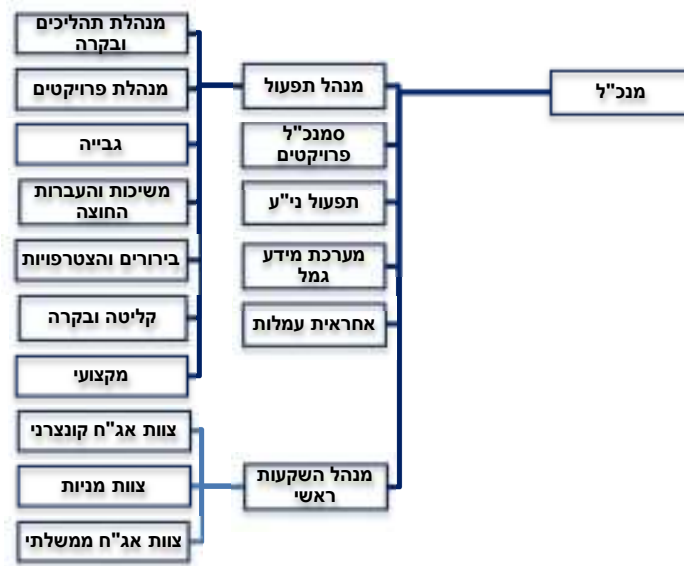 מנכ"ל
מנהל תפעול
סמנכ"ל
פרויקטים
תפעול ני"ע
מערכת מידע
גמל
אחראית עמלות
מנהל השקעות
ראשי
מנהלת תהליכים
ובקרה
מנהלת פרויקטים
גבייה
משיכות והעברות
החוצה
בירורים והצטרפויות
קליטה ובקרה
מקצועי
צוות אג"ח קונצרני
צוות מניות
צוות אג"ח ממשלתי